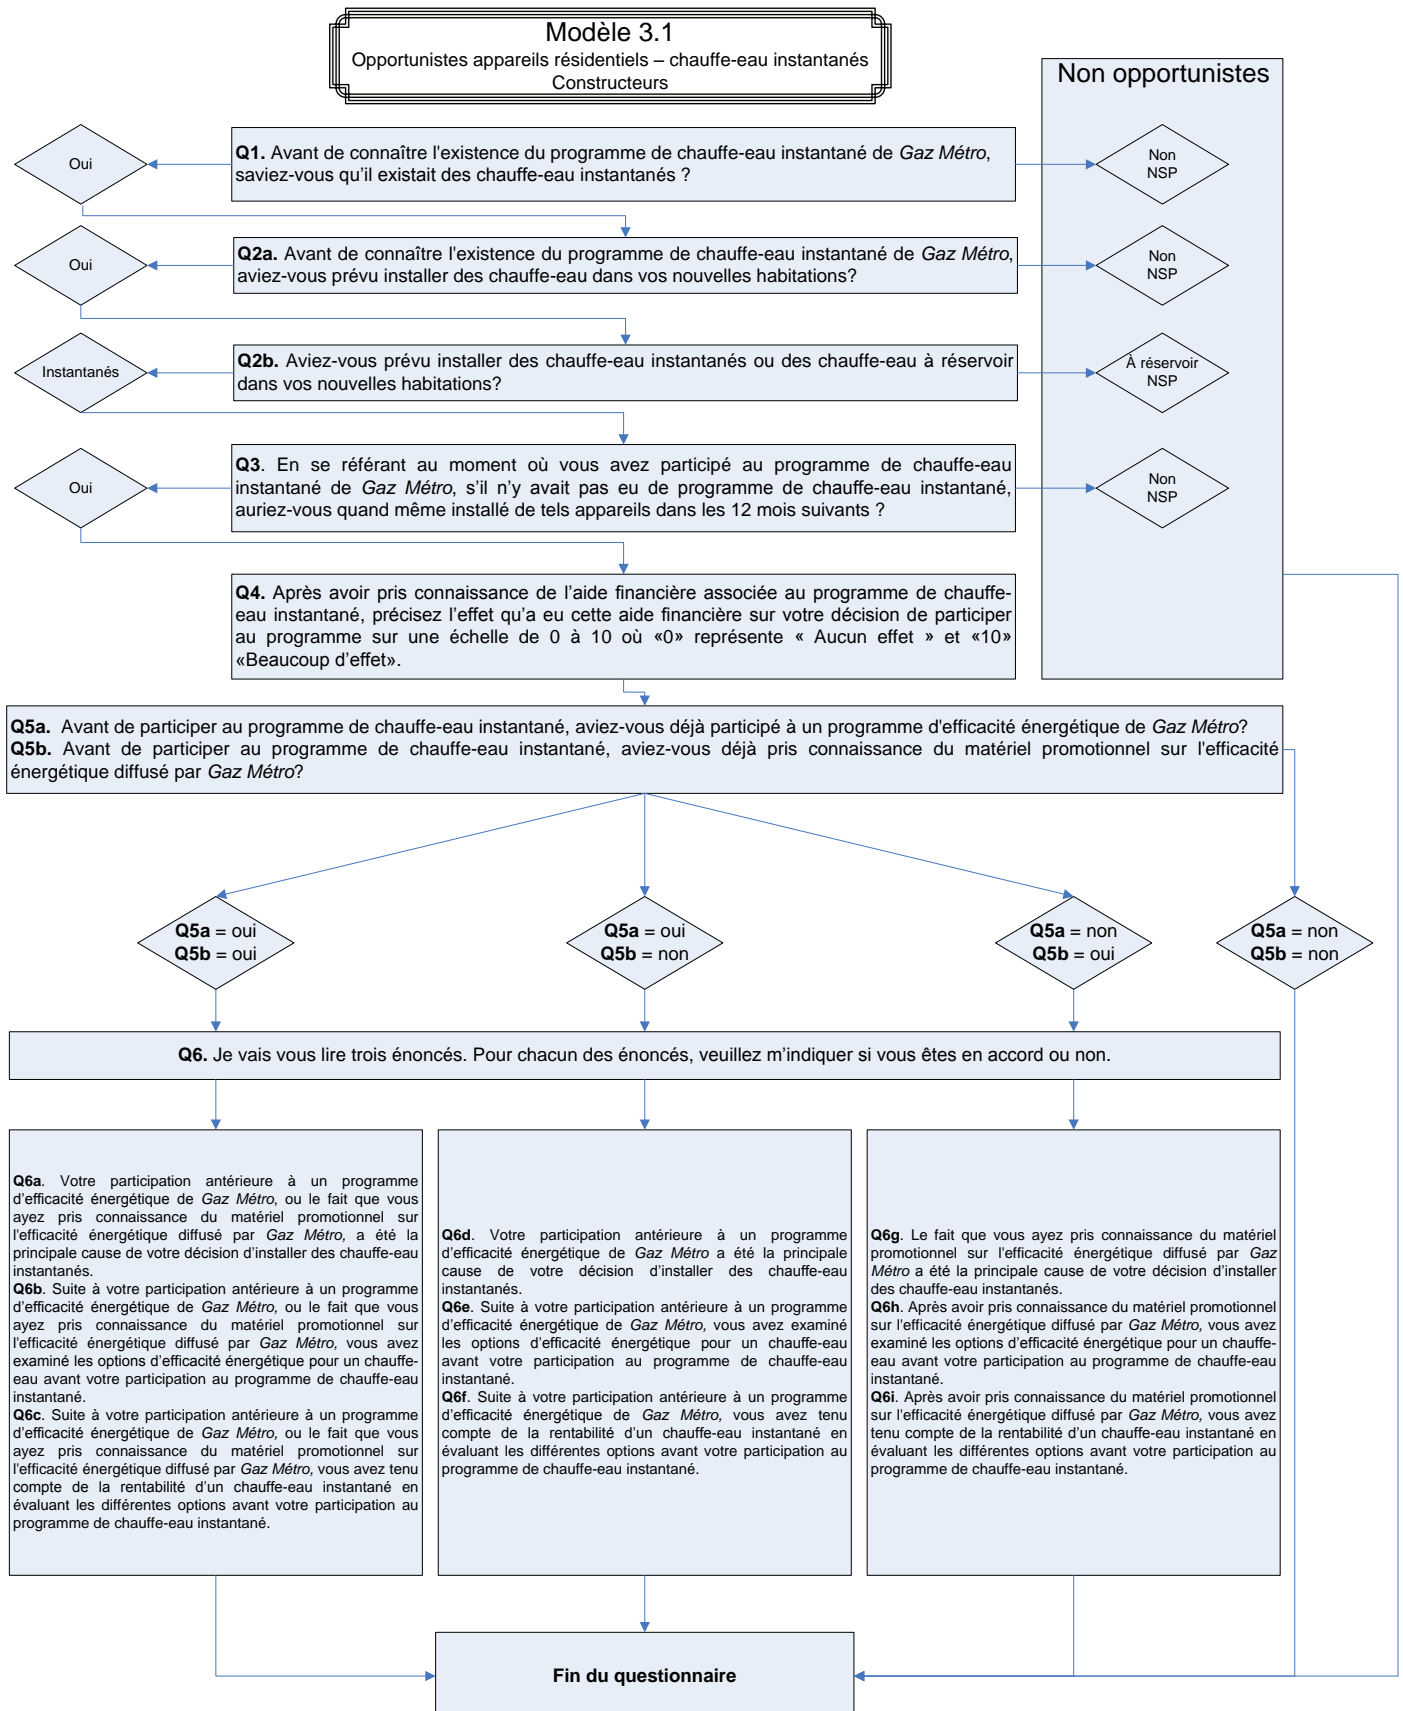 Modèle 3.1
Opportunistes appareils résidentiels – chauffe-eau instantanés
Constructeurs
Non opportunistes
Oui
Q1. Avant de connaître l'existence du programme de chauffe-eau instantané de Gaz Métro,
saviez-vous qu'il existait des chauffe-eau instantanés ?
Non
NSP
Oui
Q2a. Avant de connaître l'existence du programme de chauffe-eau instantané de Gaz Métro,
aviez-vous prévu installer des chauffe-eau dans vos nouvelles habitations?
Non
NSP
Instantanés
Q2b. Aviez-vous prévu installer des chauffe-eau instantanés ou des chauffe-eau à réservoir
dans vos nouvelles habitations?
À réservoir
NSP
Oui
Q3. En se référant au moment où vous avez participé au programme de chauffe-eau
instantané de Gaz Métro, s'il n'y avait pas eu de programme de chauffe-eau instantané,
auriez-vous quand même installé de tels appareils dans les 12 mois suivants ?
Non
NSP
Q4. Après avoir pris connaissance de l'aide financière associée au programme de chauffe-
eau instantané, précisez l'effet qu'a eu cette aide financière sur votre décision de participer
au programme sur une échelle de 0 à 10 où «0» représente « Aucun effet » et «10»
«Beaucoup d'effet».
Q5a. Avant de participer au programme de chauffe-eau instantané, aviez-vous déjà participé à un programme d'efficacité énergétique de Gaz Métro?
Q5b. Avant de participer au programme de chauffe-eau instantané, aviez-vous déjà pris connaissance du matériel promotionnel sur l'efficacité
énergétique diffusé par Gaz Métro?
Q5a = oui
Q5b = oui
Q5a = oui
Q5b = non
Q5a = non
Q5b = oui
Q5a = non
Q5b = non
Q6. Je vais vous lire trois énoncés. Pour chacun des énoncés, veuillez m'indiquer si vous êtes en accord ou non.
Q6a. Votre participation antérieure à un programme
d'efficacité énergétique de Gaz Métro, ou le fait que vous
ayez pris connaissance du matériel promotionnel sur
l'efficacité énergétique diffusé par Gaz Métro, a été la
principale cause de votre décision d'installer des chauffe-eau
instantanés.
Q6b. Suite à votre participation antérieure à un programme
d'efficacité énergétique de Gaz Métro, ou le fait que vous
ayez pris connaissance du matériel promotionnel sur
l'efficacité énergétique diffusé par Gaz Métro, vous avez
examiné les options d'efficacité énergétique pour un chauffe-
eau avant votre participation au programme de chauffe-eau
instantané.
Q6c. Suite à votre participation antérieure à un programme
d'efficacité énergétique de Gaz Métro, ou le fait que vous
ayez pris connaissance du matériel promotionnel sur
l'efficacité énergétique diffusé par Gaz Métro, vous avez tenu
compte de la rentabilité d'un chauffe-eau instantané en
évaluant les différentes options avant votre participation au
programme de chauffe-eau instantané.
Q6d. Votre participation antérieure à un programme
d'efficacité énergétique de Gaz Métro a été la principale
cause de votre décision d'installer des chauffe-eau
instantanés.
Q6e. Suite à votre participation antérieure à un programme
d'efficacité énergétique de Gaz Métro, vous avez examiné
les options d'efficacité énergétique pour un chauffe-eau
avant votre participation au programme de chauffe-eau
instantané.
Q6f. Suite à votre participation antérieure à un programme
d'efficacité énergétique de Gaz Métro, vous avez tenu
compte de la rentabilité d'un chauffe-eau instantané en
évaluant les différentes options avant votre participation au
programme de chauffe-eau instantané.
Q6g. Le fait que vous ayez pris connaissance du matériel
promotionnel sur l'efficacité énergétique diffusé par Gaz
Métro a été la principale cause de votre décision d'installer
des chauffe-eau instantanés.
Q6h. Après avoir pris connaissance du matériel promotionnel
sur l'efficacité énergétique diffusé par Gaz Métro, vous avez
examiné les options d'efficacité énergétique pour un chauffe-
eau avant votre participation au programme de chauffe-eau
instantané.
Q6i. Après avoir pris connaissance du matériel promotionnel
sur l'efficacité énergétique diffusé par Gaz Métro, vous avez
tenu compte de la rentabilité d'un chauffe-eau instantané en
évaluant les différentes options avant votre participation au
programme de chauffe-eau instantané.
Fin du questionnaire